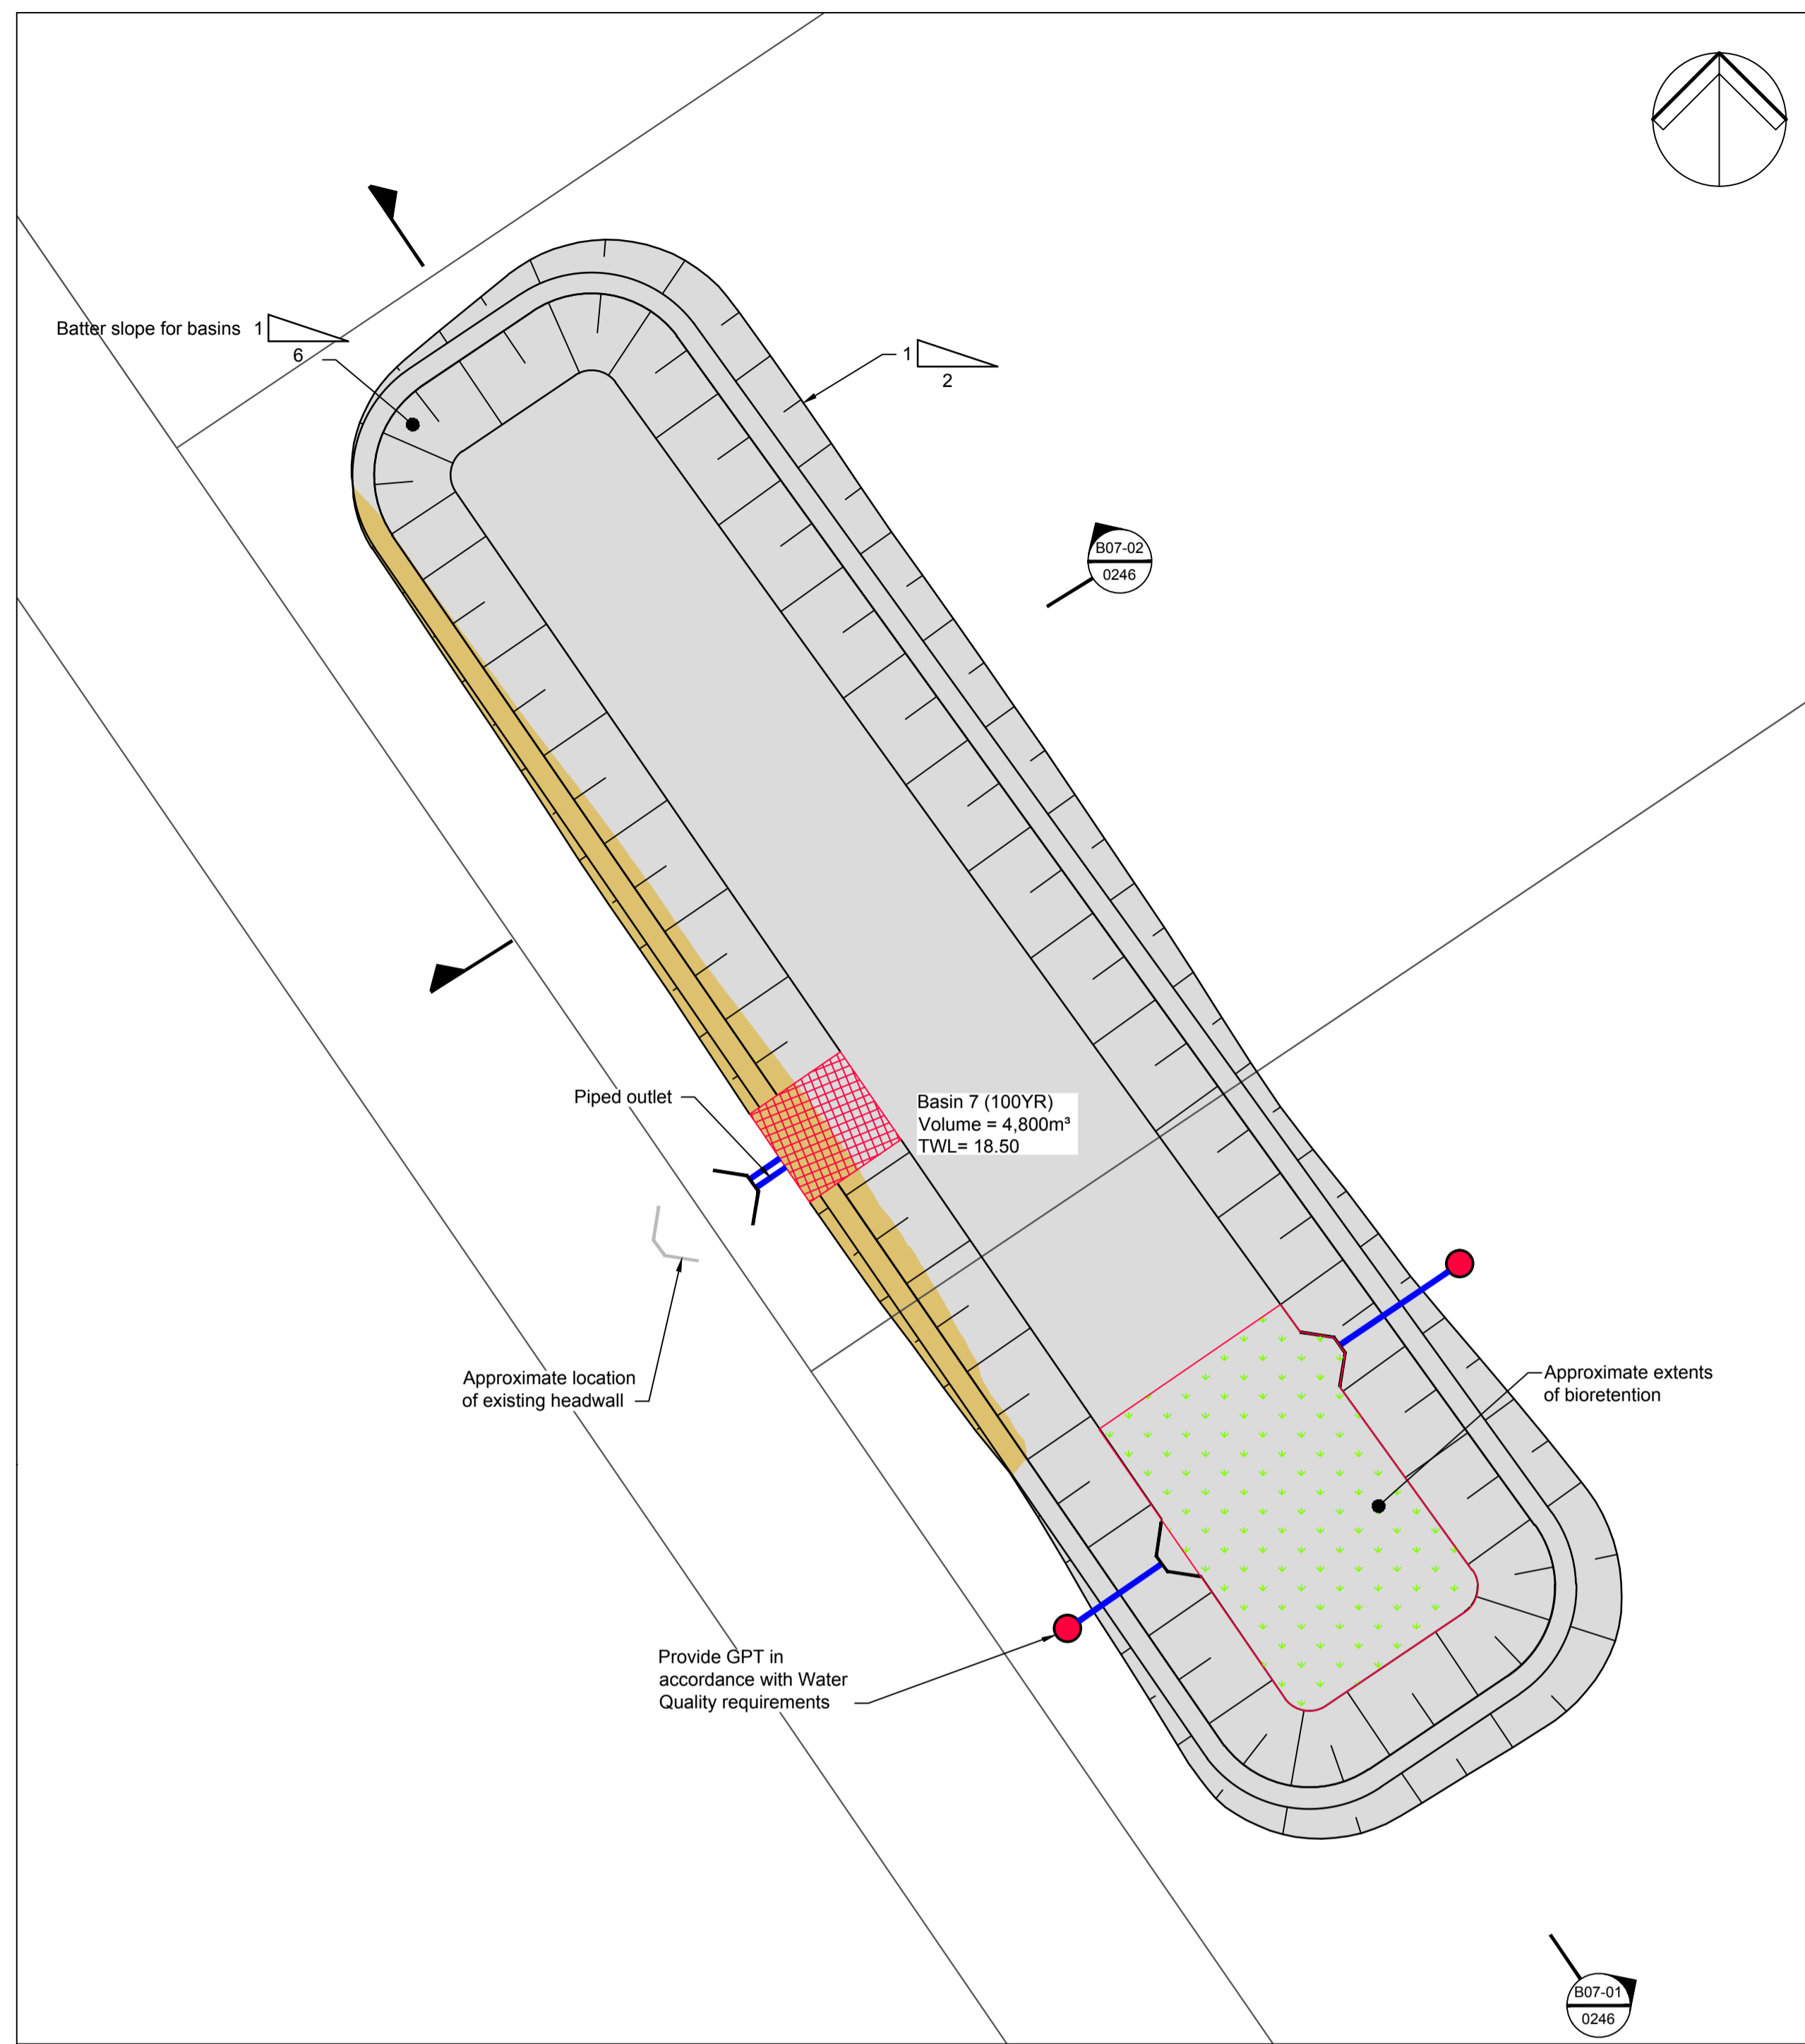 Batter slope for basins
1
6
1
2
B07-02
0246
Piped outlet
Basin 7 (100YR)
Volume = 4,800m³
TWL= 18.50
Approximate location
of existing headwall
Approximate extents
of bioretention
Provide GPT in
accordance with Water
Quality requirements
B07-01
0246